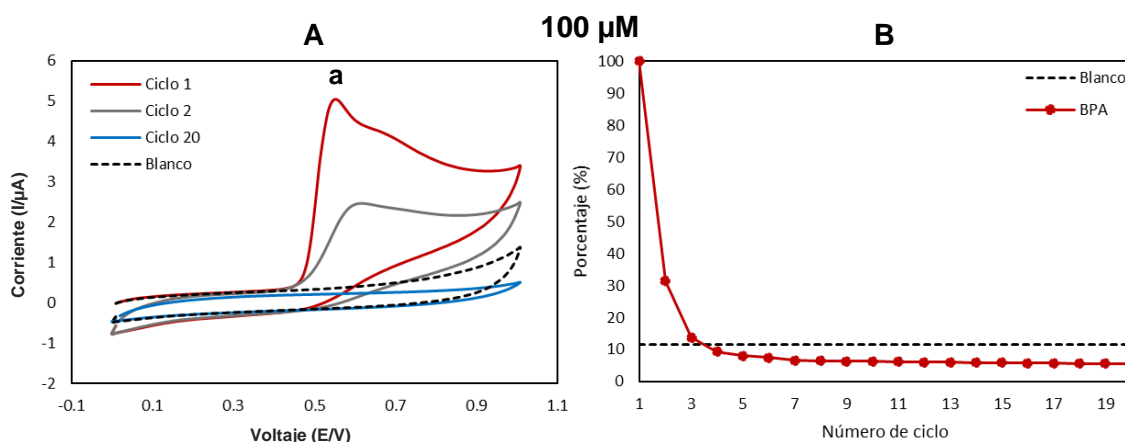 100 µM
A
a
6
5
4
3
2
1
0
-1
-2
-0.1 0.1 0.3 0.5 0.7 0.9 1.1
Corriente (I/µA)
Voltaje (E/V)
Ciclo 1
Ciclo 2
Ciclo 20
Blanco
B
100
90
80
70
60
50
40
30
20
10
0
1 3 5 7 9 11 13 15 17 19
Porcentaje (%)
Número de ciclo
Blanco
BPA